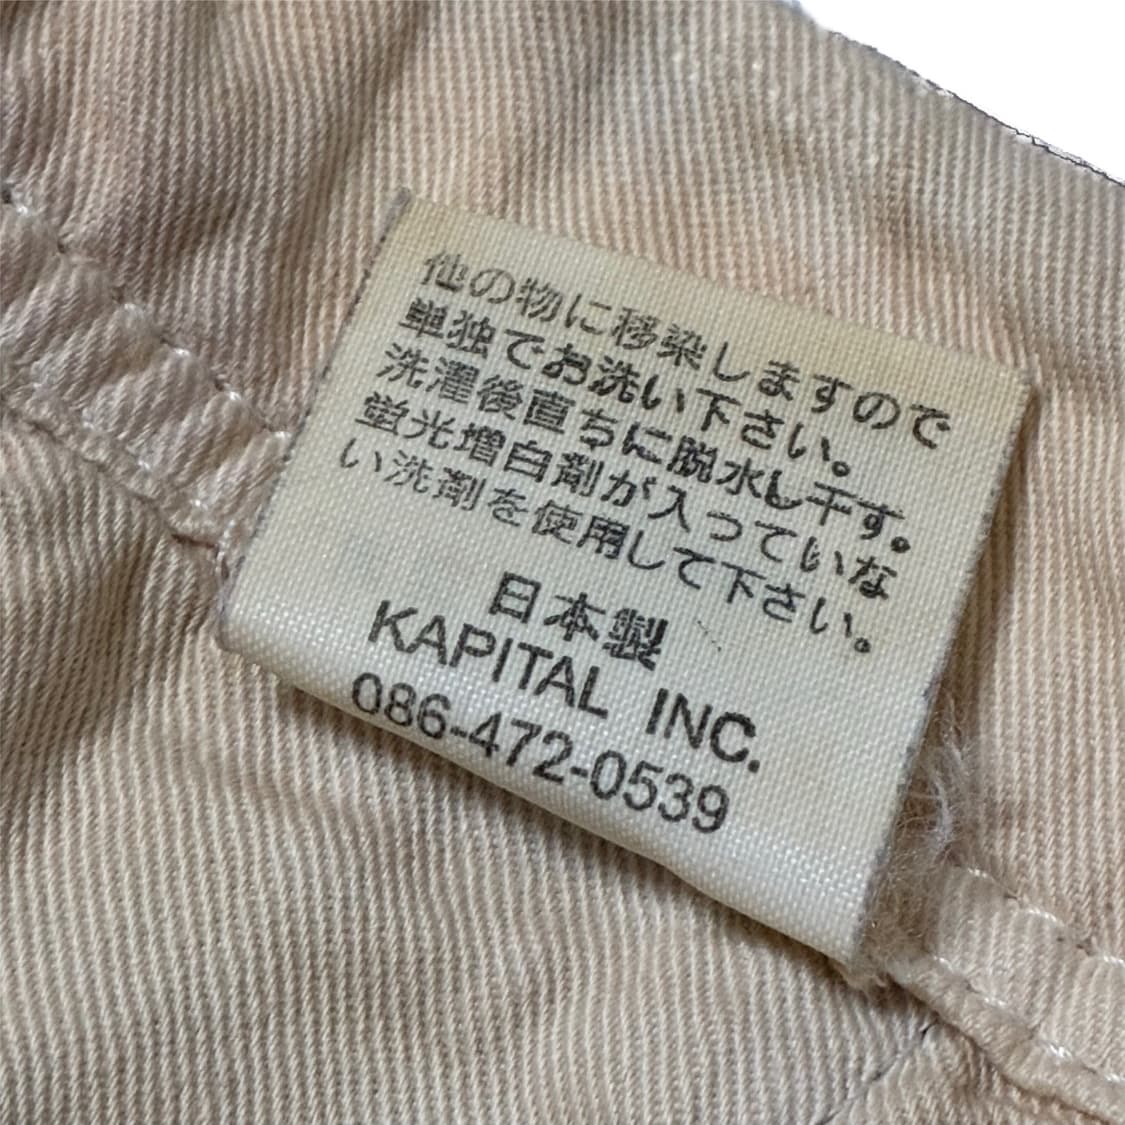 他の物に移染しますので
単独でお洗い下さい。
洗濯後直ちに脱水し干す。
蛍光増白剤が入っていな
い洗剤を使用して下さい。
日本製
KAPITAL INC.
086-472-0539